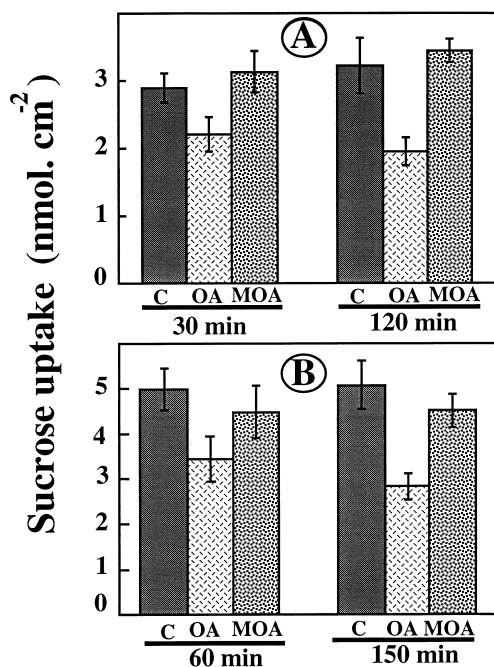 Sucrose uptake (nmol. cm-2)
A
3
2
1
0
C OA MOA C OA MOA
30 min 120 min
B
5
4
3
2
1
0
C OA MOA C OA MOA
60 min 150 min